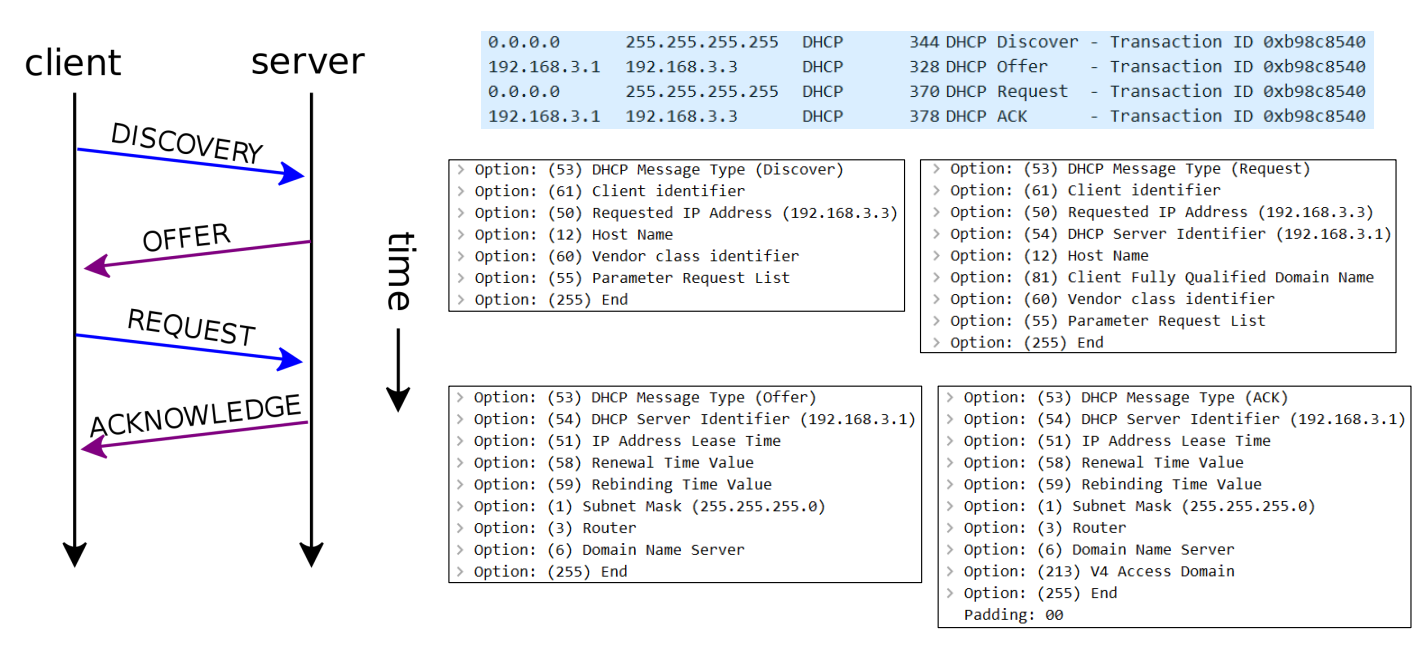 client
server
DISCOVERY
OFFER
REQUEST
ACKNOWLEDGE
time
0.0.0.0 255.255.255.255 DHCP 344 DHCP Discover - Transaction ID 0xb98c8540
192.168.3.1 192.168.3.3 DHCP 328 DHCP Offer - Transaction ID 0xb98c8540
0.0.0.0 255.255.255.255 DHCP 370 DHCP Request - Transaction ID 0xb98c8540
192.168.3.1 192.168.3.3 DHCP 378 DHCP ACK - Transaction ID 0xb98c8540
> Option: (53) DHCP Message Type (Discover)
> Option: (61) Client identifier
> Option: (50) Requested IP Address (192.168.3.3)
> Option: (12) Host Name
> Option: (60) Vendor class identifier
> Option: (55) Parameter Request List
> Option: (255) End
> Option: (53) DHCP Message Type (Request)
> Option: (61) Client identifier
> Option: (50) Requested IP Address (192.168.3.3)
> Option: (54) DHCP Server Identifier (192.168.3.1)
> Option: (12) Host Name
> Option: (81) Client Fully Qualified Domain Name
> Option: (60) Vendor class identifier
> Option: (55) Parameter Request List
> Option: (255) End
> Option: (53) DHCP Message Type (Offer)
> Option: (54) DHCP Server Identifier (192.168.3.1)
> Option: (51) IP Address Lease Time
> Option: (58) Renewal Time Value
> Option: (59) Rebinding Time Value
> Option: (1) Subnet Mask (255.255.255.0)
> Option: (3) Router
> Option: (6) Domain Name Server
> Option: (255) End
> Option: (53) DHCP Message Type (ACK)
> Option: (54) DHCP Server Identifier (192.168.3.1)
> Option: (51) IP Address Lease Time
> Option: (58) Renewal Time Value
> Option: (59) Rebinding Time Value
> Option: (1) Subnet Mask (255.255.255.0)
> Option: (3) Router
> Option: (6) Domain Name Server
> Option: (213) V4 Access Domain
> Option: (255) End
Padding: 00